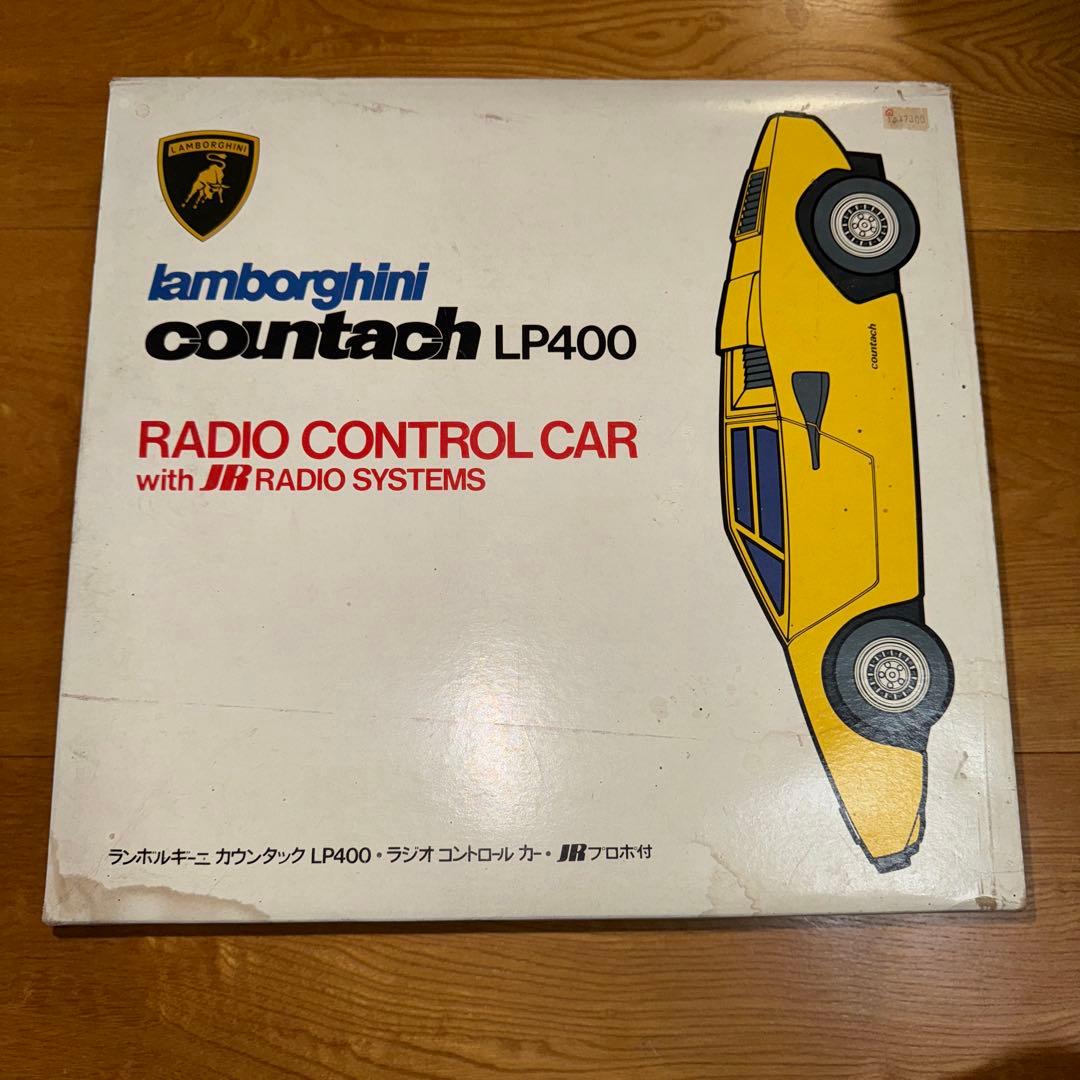 LAMBORGHINI
lamborghini
countach LP400
RADIO CONTROL CAR
with JR RADIO SYSTEMS
countach
ランボルギーニ カウンタック LP400・ラジオ コントロール カー・JRプロポ付